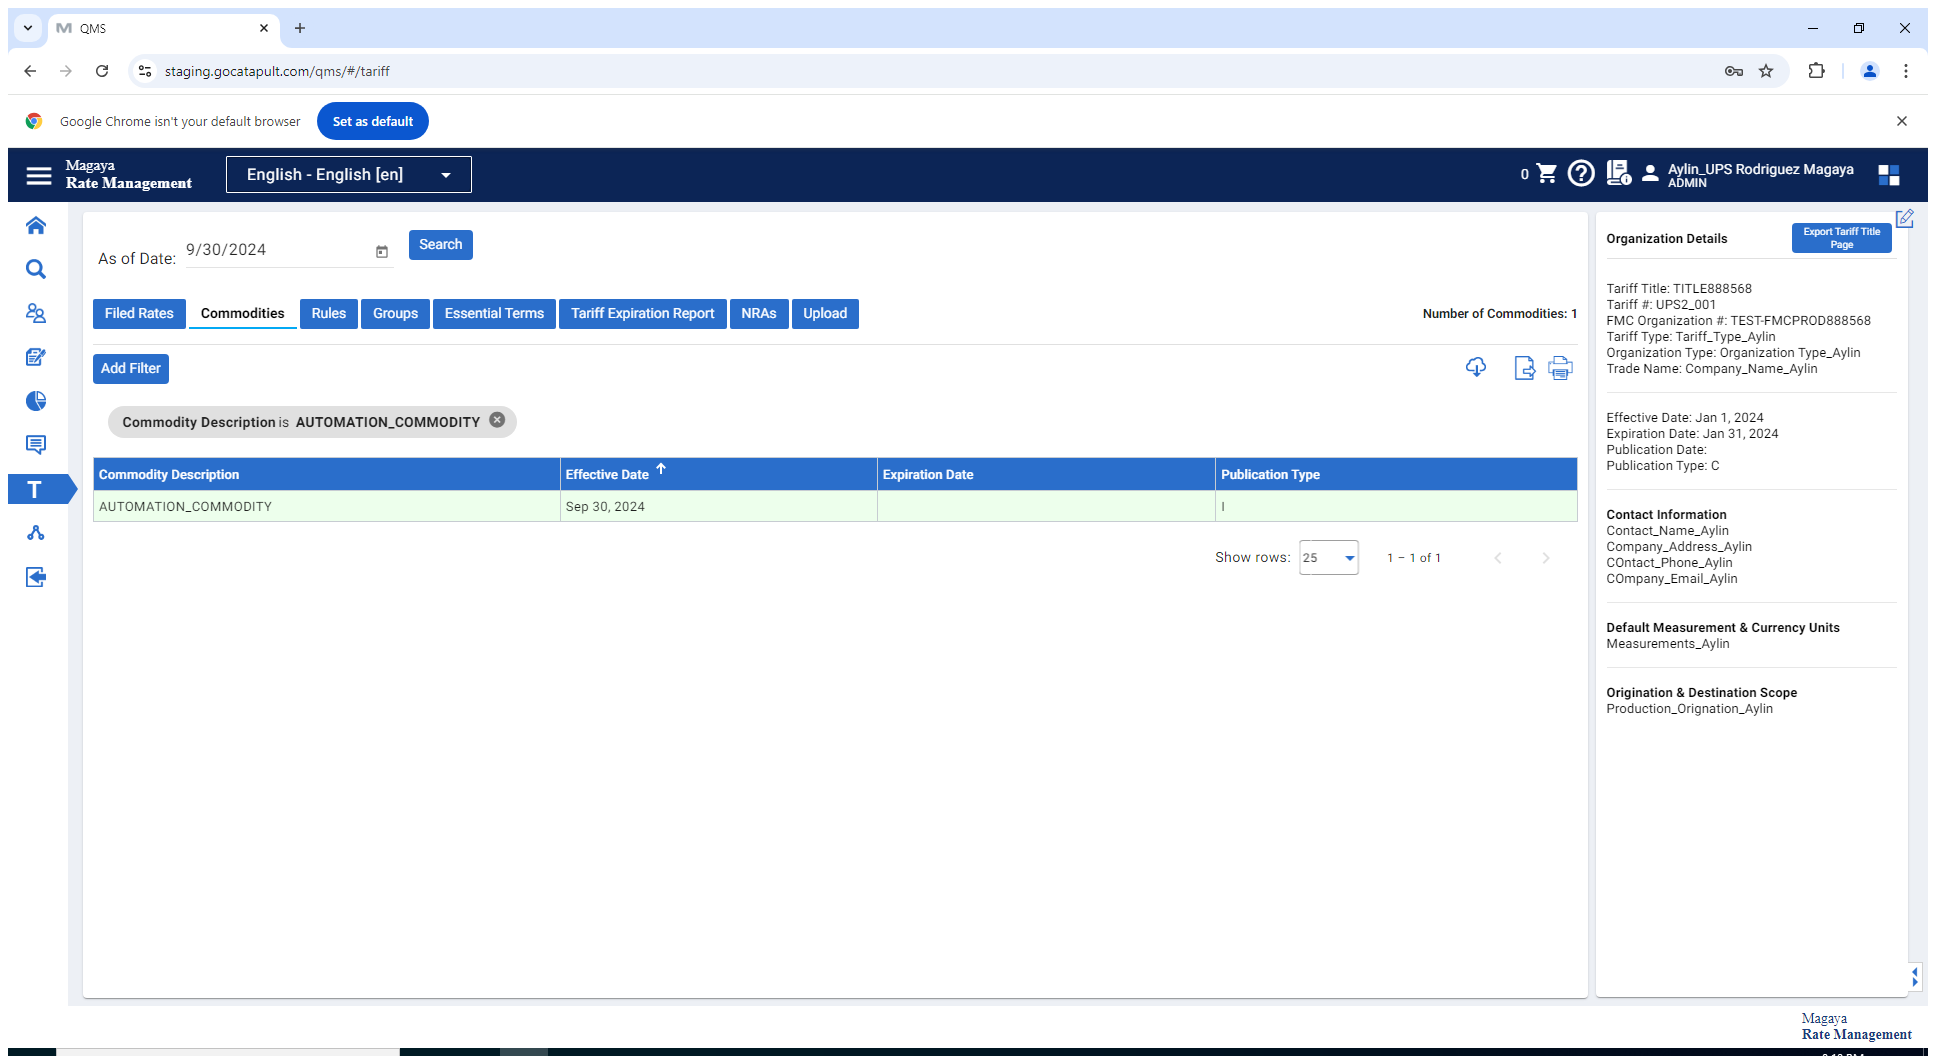 QMS
staging.gocatapult.com/qms/#/tariff
Google Chrome isn't your default browser
Set as default
Magaya
Rate Management
English - English [en]
0
Aylin_UPS Rodriguez Magaya
ADMIN
As of Date:
9/30/2024
Search
Filed Rates
Commodities
Rules
Groups
Essential Terms
Tariff Expiration Report
NRAs
Upload
Number of Commodities: 1
Add Filter
Commodity Description is AUTOMATION_COMMODITY
Commodity Description
Effective Date
Expiration Date
Publication Type
AUTOMATION_COMMODITY
Sep 30, 2024
I
Show rows:
25
1 – 1 of 1
T
Organization Details
Export Tariff Title
Page
Tariff Title: TITLE888568
Tariff #: UPS2_001
FMC Organization #: TEST-FMCPROD888568
Tariff Type: Tariff_Type_Aylin
Organization Type: Organization Type_Aylin
Trade Name: Company_Name_Aylin
Effective Date: Jan 1, 2024
Expiration Date: Jan 31, 2024
Publication Date:
Publication Type: C
Contact Information
Contact_Name_Aylin
Company_Address_Aylin
COntact_Phone_Aylin
COmpany_Email_Aylin
Default Measurement & Currency Units
Measurements_Aylin
Origination & Destination Scope
Production_Orignation_Aylin
Magaya
Rate Management